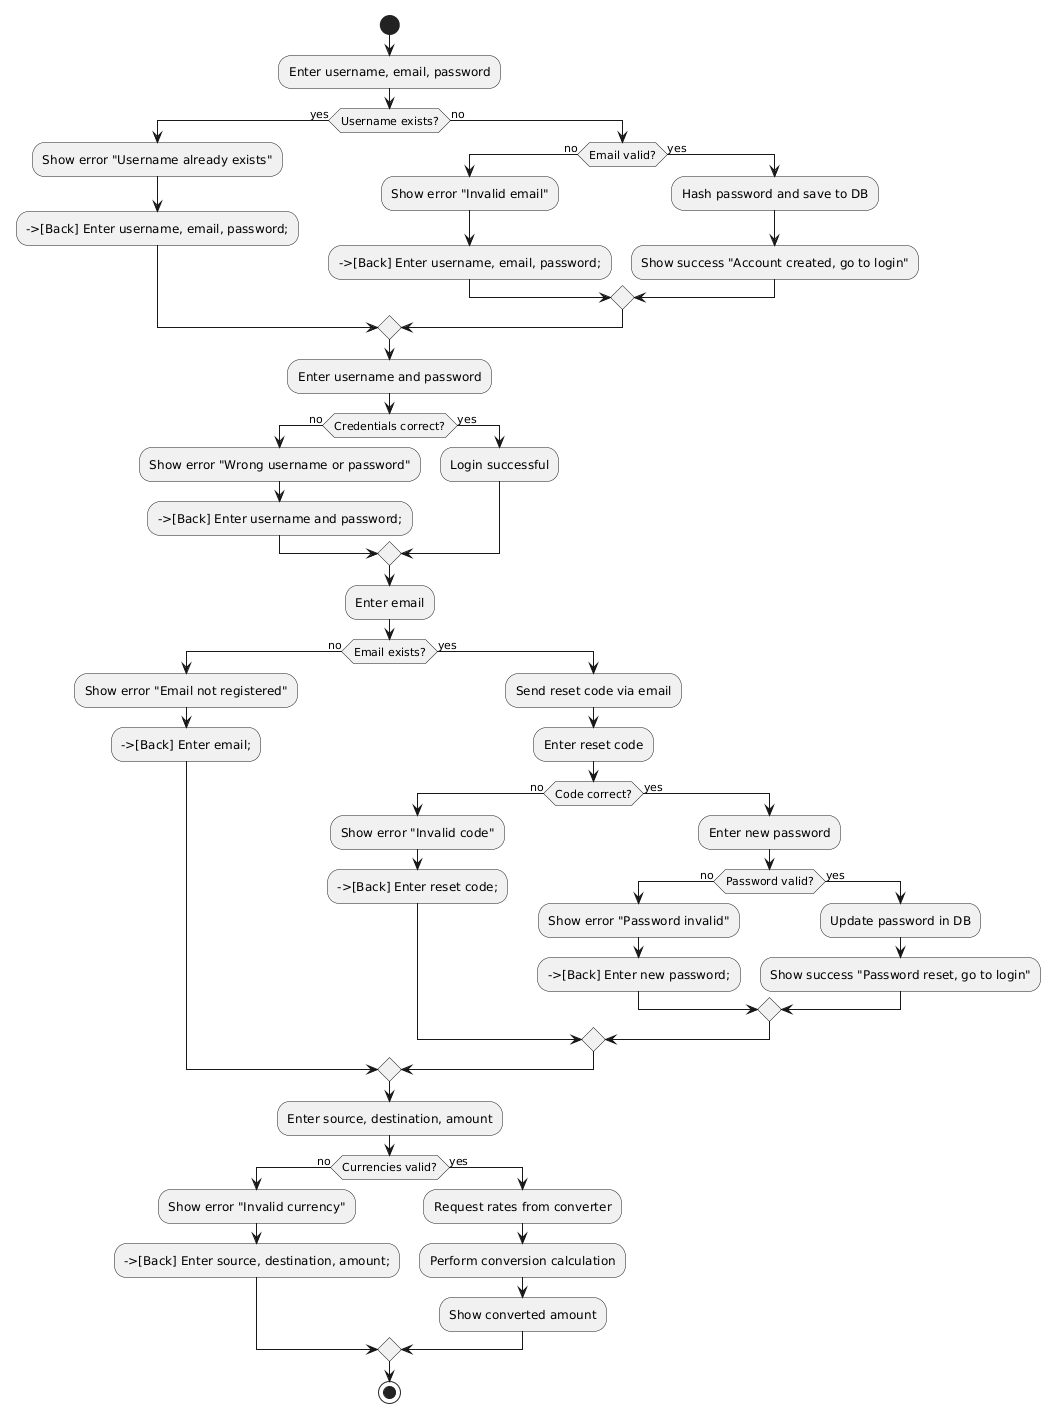 Enter username, email, password
yes
Username exists?
no
Show error "Username already exists"
->[Back] Enter username, email, password;
no
Email valid?
yes
Show error "Invalid email"
->[Back] Enter username, email, password;
Hash password and save to DB
Show success "Account created, go to login"
Enter username and password
no
Credentials correct?
yes
Show error "Wrong username or password"
->[Back] Enter username and password;
Login successful
Enter email
no
Email exists?
yes
Show error "Email not registered"
->[Back] Enter email;
Send reset code via email
Enter reset code
no
Code correct?
yes
Show error "Invalid code"
->[Back] Enter reset code;
Enter new password
no
Password valid?
yes
Show error "Password invalid"
->[Back] Enter new password;
Update password in DB
Show success "Password reset, go to login"
Enter source, destination, amount
no
Currencies valid?
yes
Show error "Invalid currency"
->[Back] Enter source, destination, amount;
Request rates from converter
Perform conversion calculation
Show converted amount